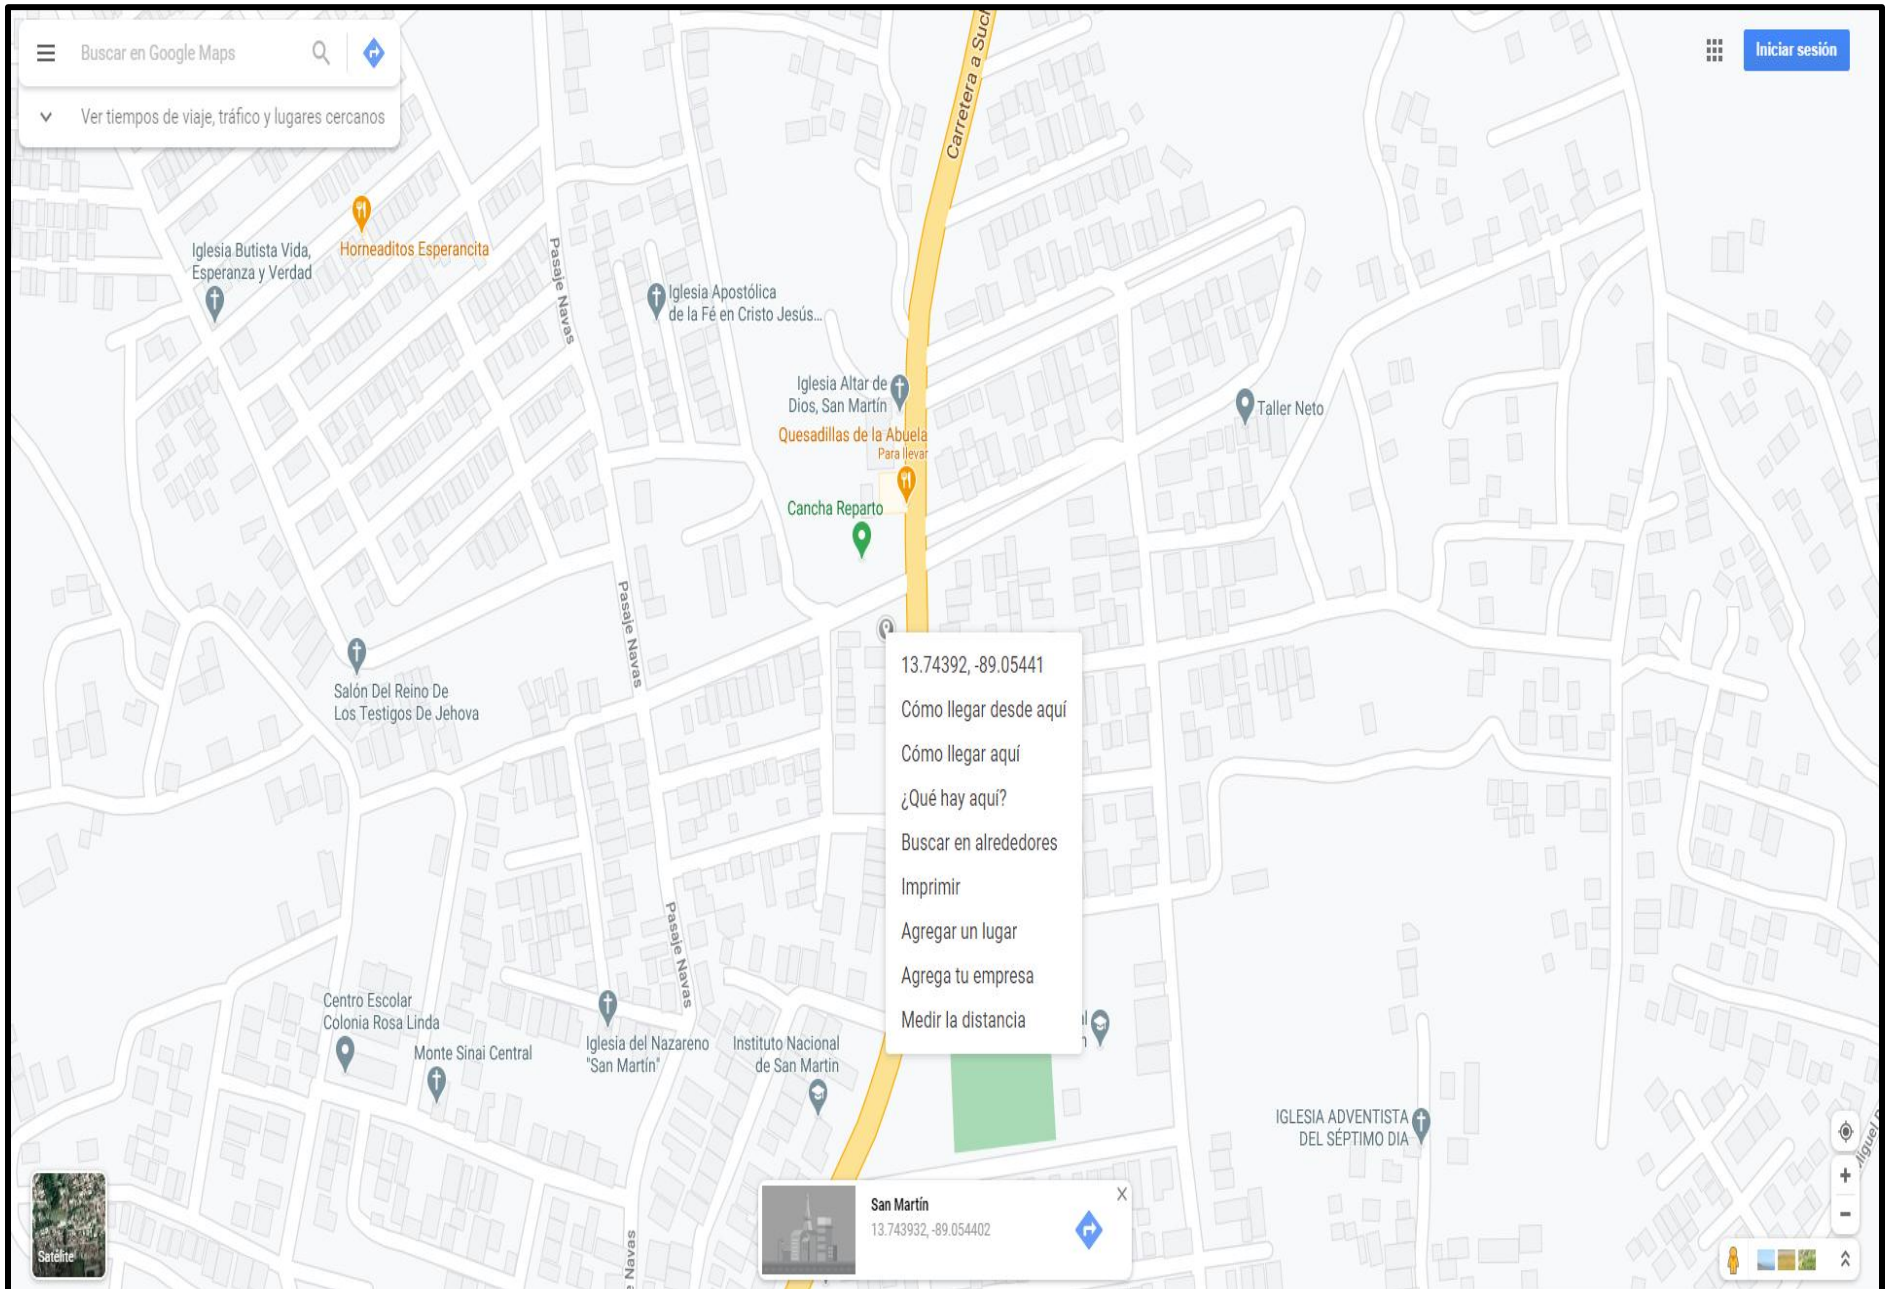 Buscar en Google Maps
Ver tiempos de viaje, tráfico y lugares cercanos
Iniciar sesión
Carretera a Such
Iglesia Butista Vida,
Esperanza y Verdad
Horneaditos Esperancita
Pasaje Navas
Iglesia Apostólica
de la Fé en Cristo Jesús...
Iglesia Altar de
Dios, San Martín
Quesadillas de la Abuela
Para llevar
Taller Neto
Cancha Reparto
Pasaje Navas
Salón Del Reino De
Los Testigos De Jehova
13.74392, -89.05441
Cómo llegar desde aquí
Cómo llegar aquí
¿Qué hay aquí?
Buscar en alrededores
Imprimir
Agregar un lugar
Agrega tu empresa
Medir la distancia
Pasaje Navas
Centro Escolar
Colonia Rosa Linda
Monte Sinai Central
Iglesia del Nazareno
"San Martín"
Instituto Nacional
de San Martin
IGLESIA ADVENTISTA
DEL SÉPTIMO DIA
San Martín
13.743932, -89.054402
X
Satélite
e Navas